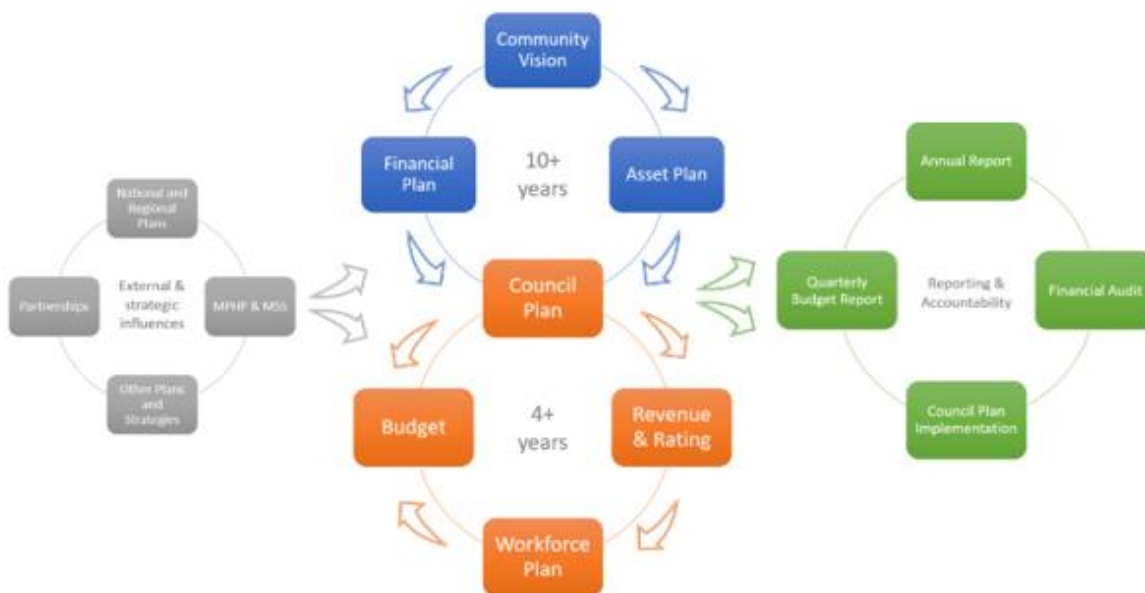 Community
Vision
Financial
Plan
10+
years
Asset Plan
Council
Plan
Budget
4+
years
Revenue
& Rating
Workforce
Plan
National and
Regional
Plans
Partnerships
External &
strategic
influences
MPHP & MSS
Other Plans
and
Strategies
Annual Report
Quarterly
Budget Report
Reporting &
Accountability
Financial Audit
Council Plan
Implementation